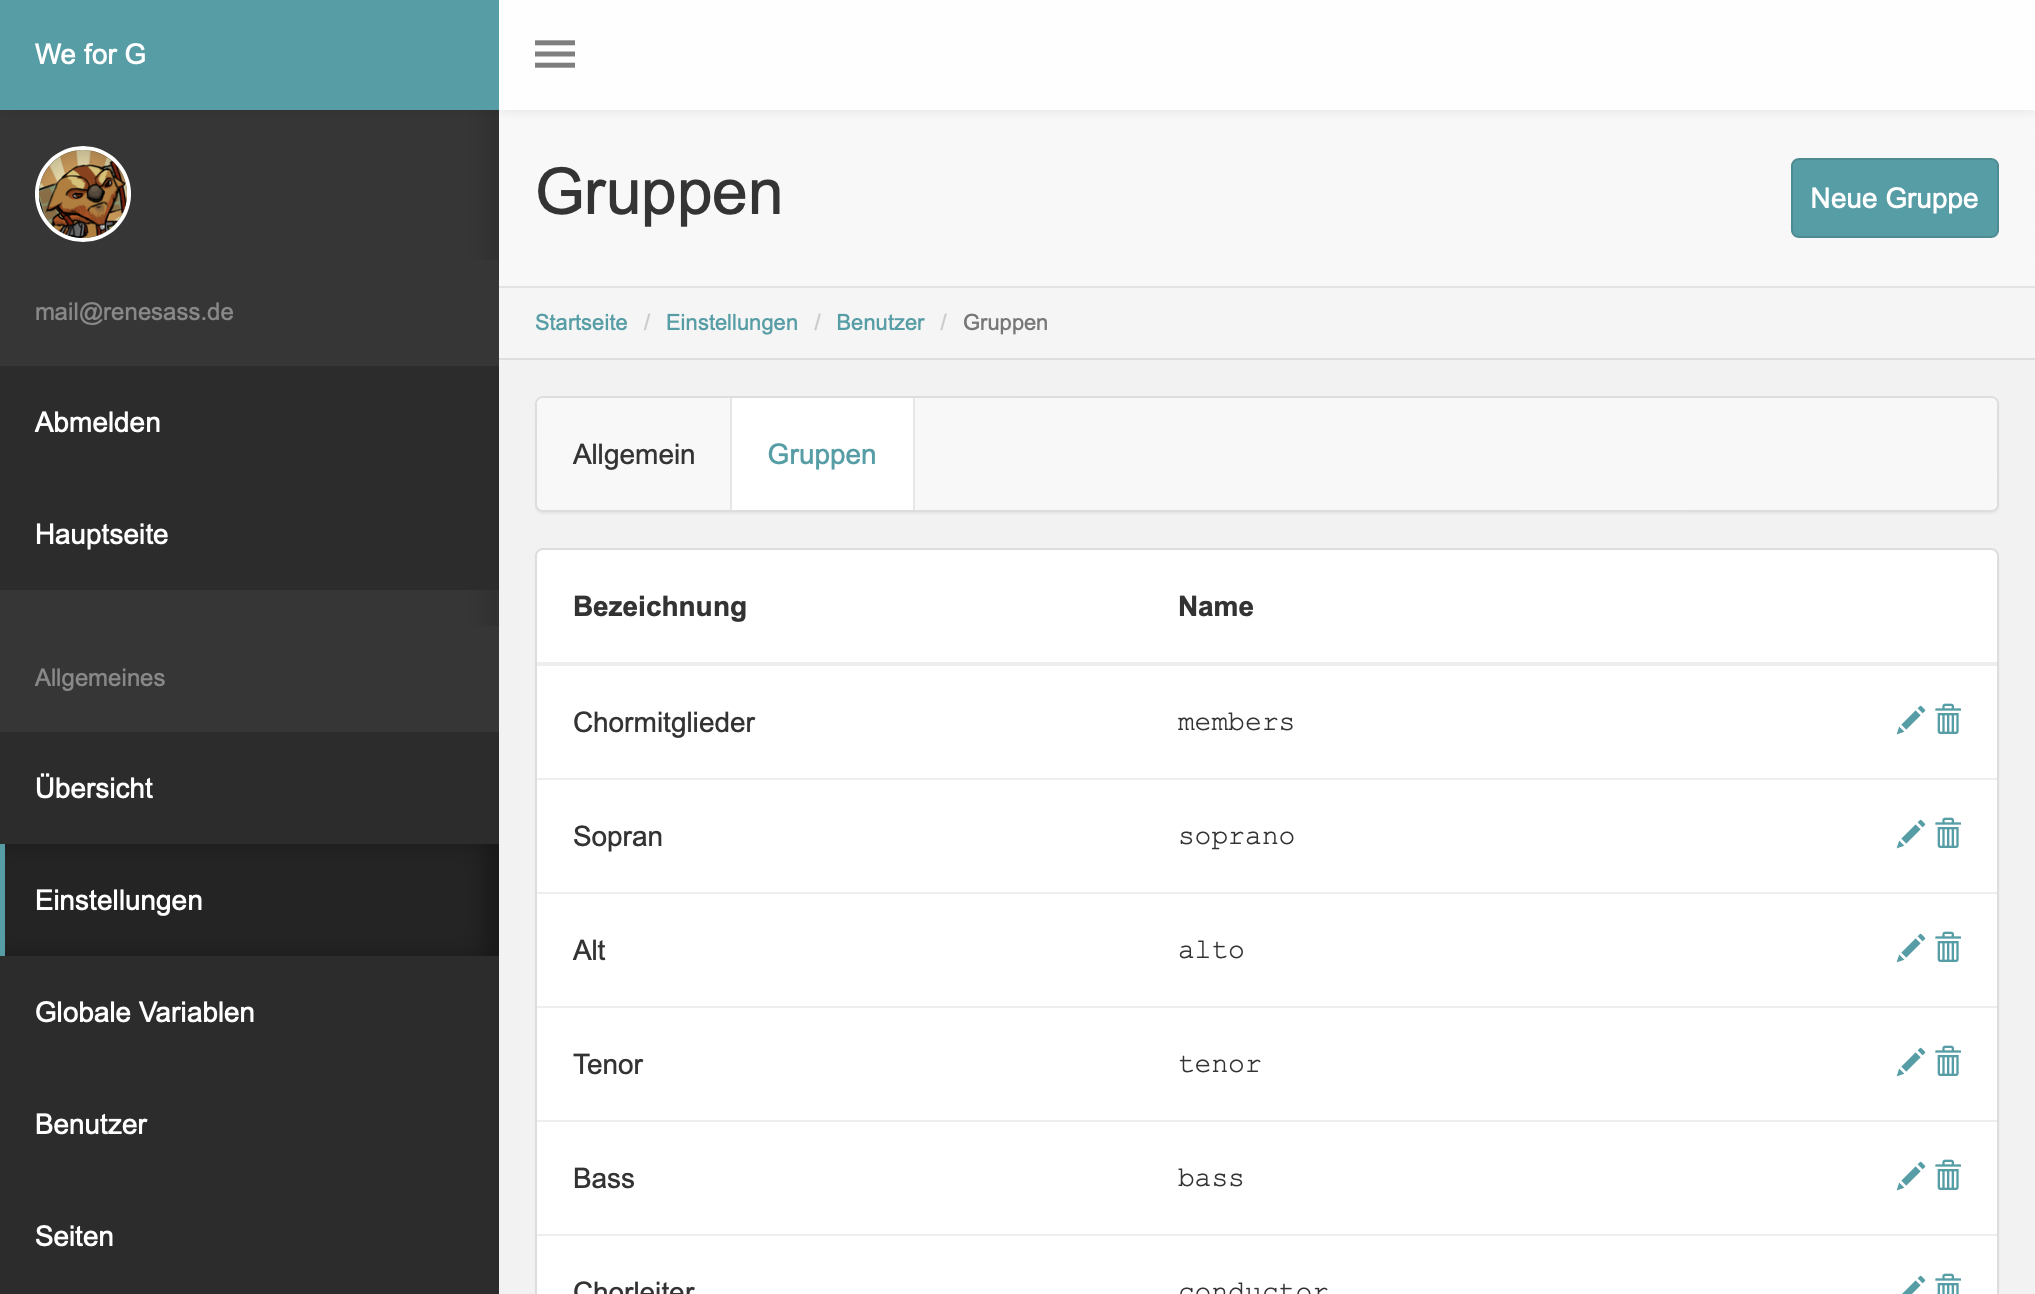 We for G
mail@renesass.de
Abmelden
Hauptseite
Allgemeines
Übersicht
Einstellungen
Globale Variablen
Benutzer
Seiten
Gruppen
Neue Gruppe
Startseite / Einstellungen / Benutzer / Gruppen
Allgemein Gruppen
Bezeichnung Name
Chormitglieder members
Sopran soprano
Alt alto
Tenor tenor
Bass bass
Chorleiter conductor